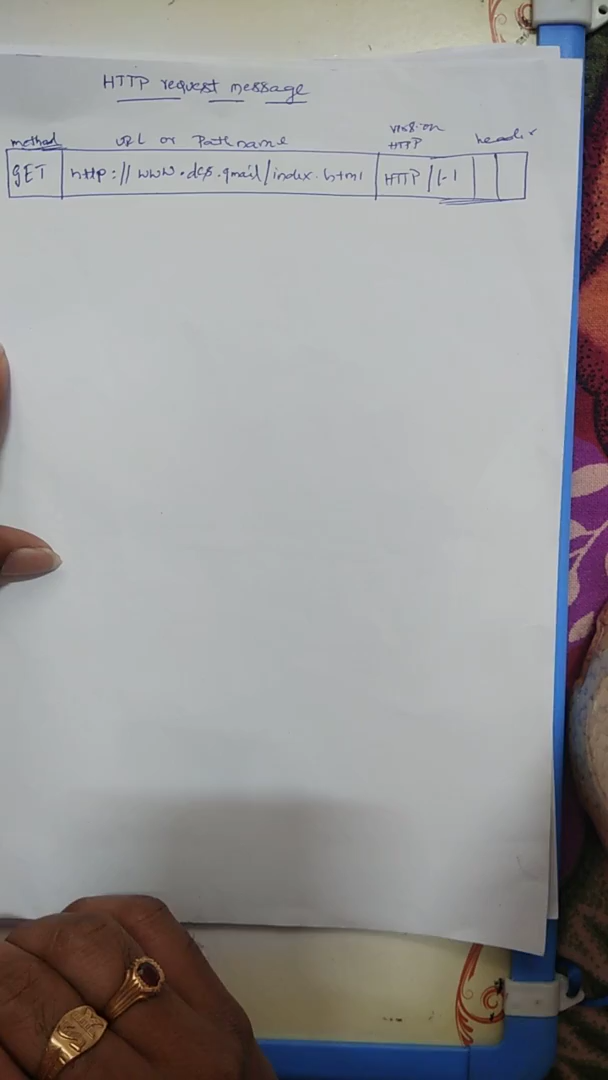 HTTP request message
method URL or Pathname version HTTP header
GET http://www.dcs.qmail/index.html HTTP/1.1